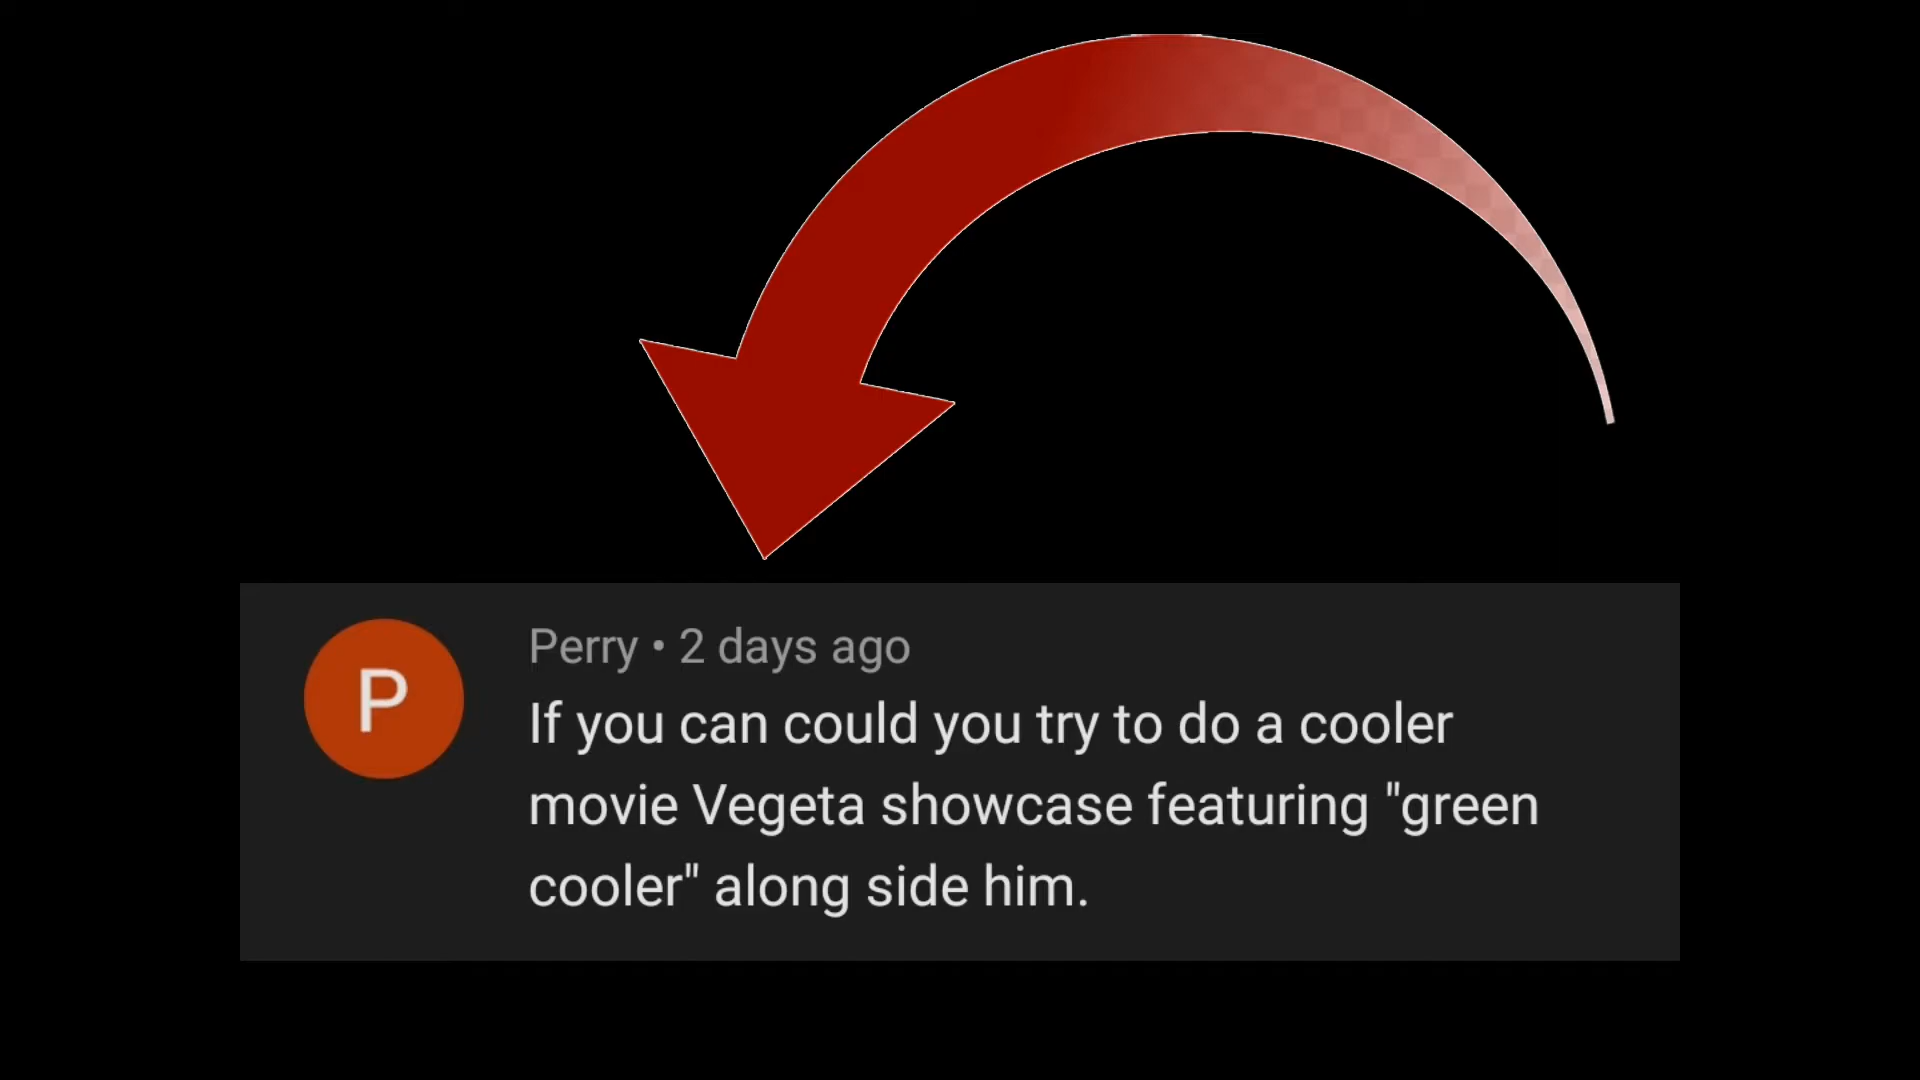 P
Perry • 2 days ago
If you can could you try to do a cooler
movie Vegeta showcase featuring "green
cooler" along side him.